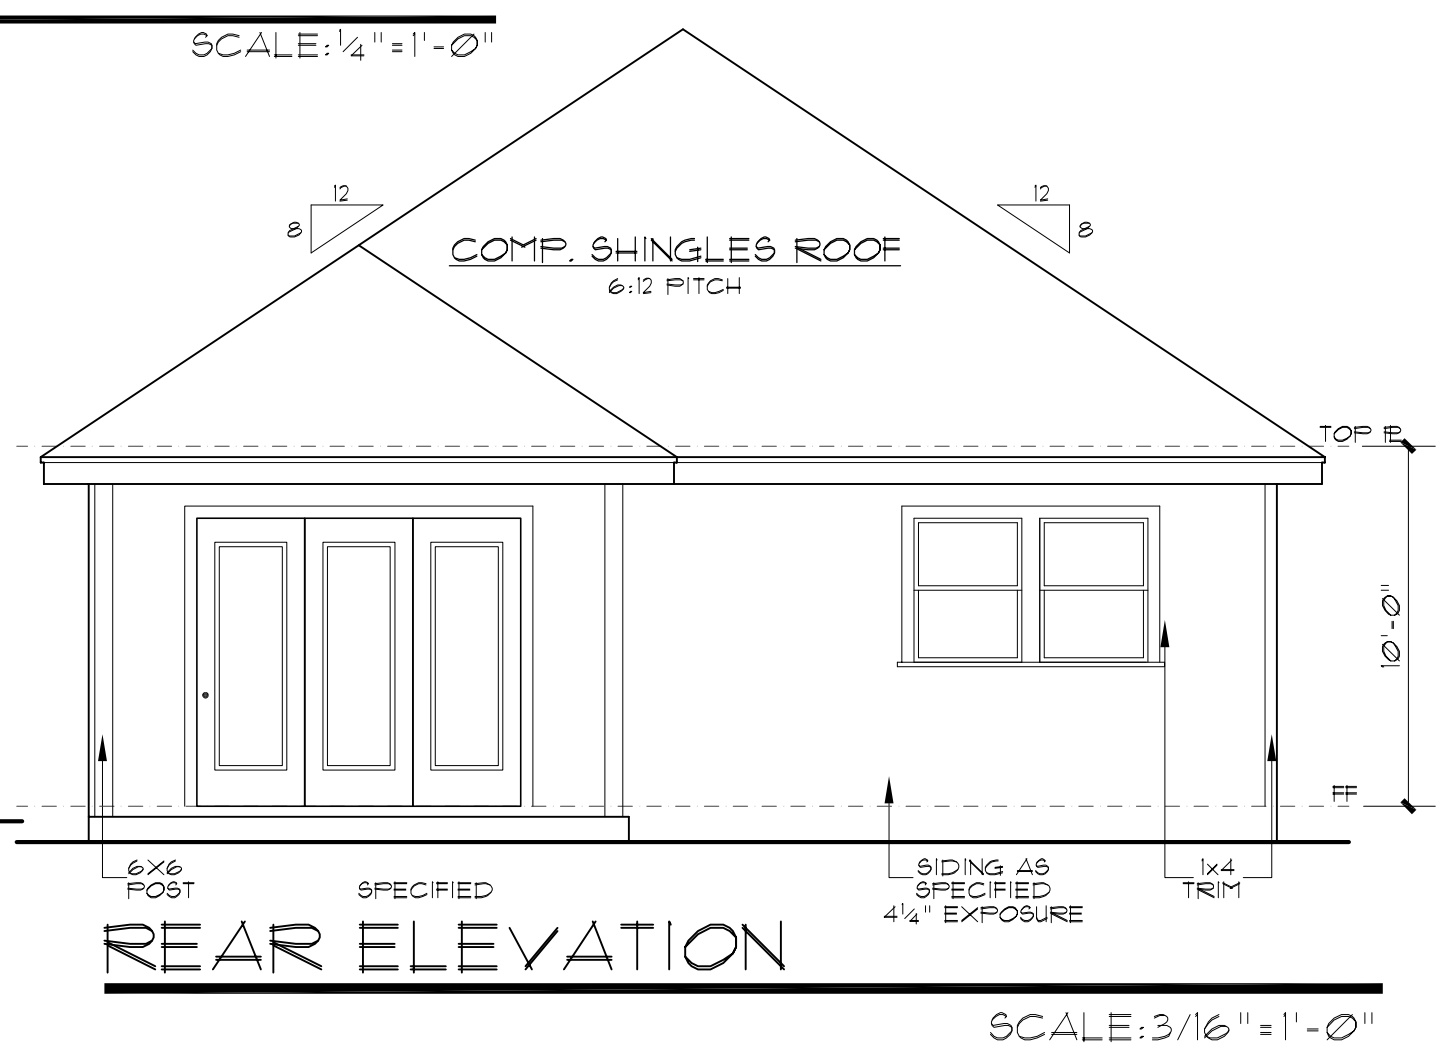 SCALE:1/4"=1'-0"
12
8
12
8
COMP. SHINGLES ROOF
6:12 PITCH
TOP PL
10'-0"
FF
6X6
POST
SPECIFIED
SIDING AS
SPECIFIED
4 1/4" EXPOSURE
1x4
TRIM
REAR ELEVATION
SCALE:3/16"=1'-0"